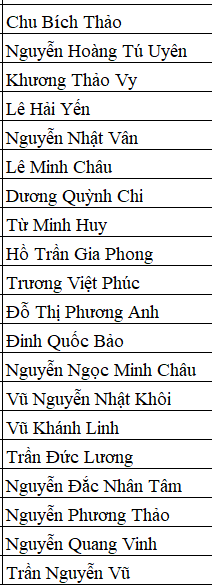 Chu Bích Thảo
Nguyễn Hoàng Tú Uyên
Khương Thảo Vy
Lê Hải Yến
Nguyễn Nhật Vân
Lê Minh Châu
Dương Quỳnh Chi
Từ Minh Huy
Hồ Trần Gia Phong
Trương Việt Phúc
Đỗ Thị Phương Anh
Đinh Quốc Bảo
Nguyễn Ngọc Minh Châu
Vũ Nguyễn Nhật Khôi
Vũ Khánh Linh
Trần Đức Lương
Nguyễn Đắc Nhân Tâm
Nguyễn Phương Thảo
Nguyễn Quang Vinh
Trần Nguyễn Vũ